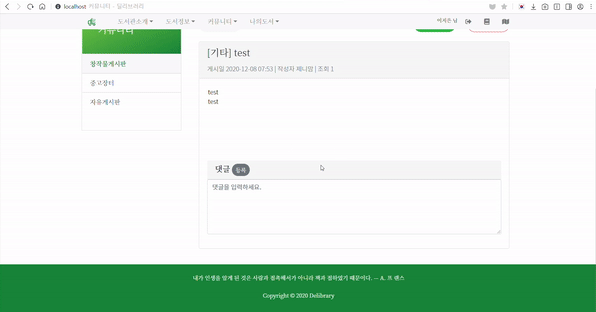 localhost 커뮤니티 - 딜리브러리
도서관소개 도서정보 커뮤니티 나의도서
이지은 님
커뮤니티
창작물게시판
중고장터
자유게시판
[기타] test
게시일 2020-12-08 07:53 | 작성자 제니맘 | 조회 1
test
test
댓글 등록
댓글을 입력하세요.
내가 인생을 알게 된 것은 사람과 접촉해서가 아니라 책과 접하였기 때문이다. – A. 프 랜스
Copyright © 2020 Delibrary